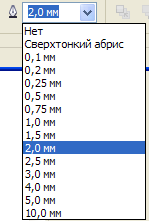 2,0 мм
Нет
Сверхтонкий абрис
0,1 мм
0,2 мм
0,25 мм
0,5 мм
0,75 мм
1,0 мм
1,5 мм
2,0 мм
2,5 мм
3,0 мм
4,0 мм
5,0 мм
10,0 мм